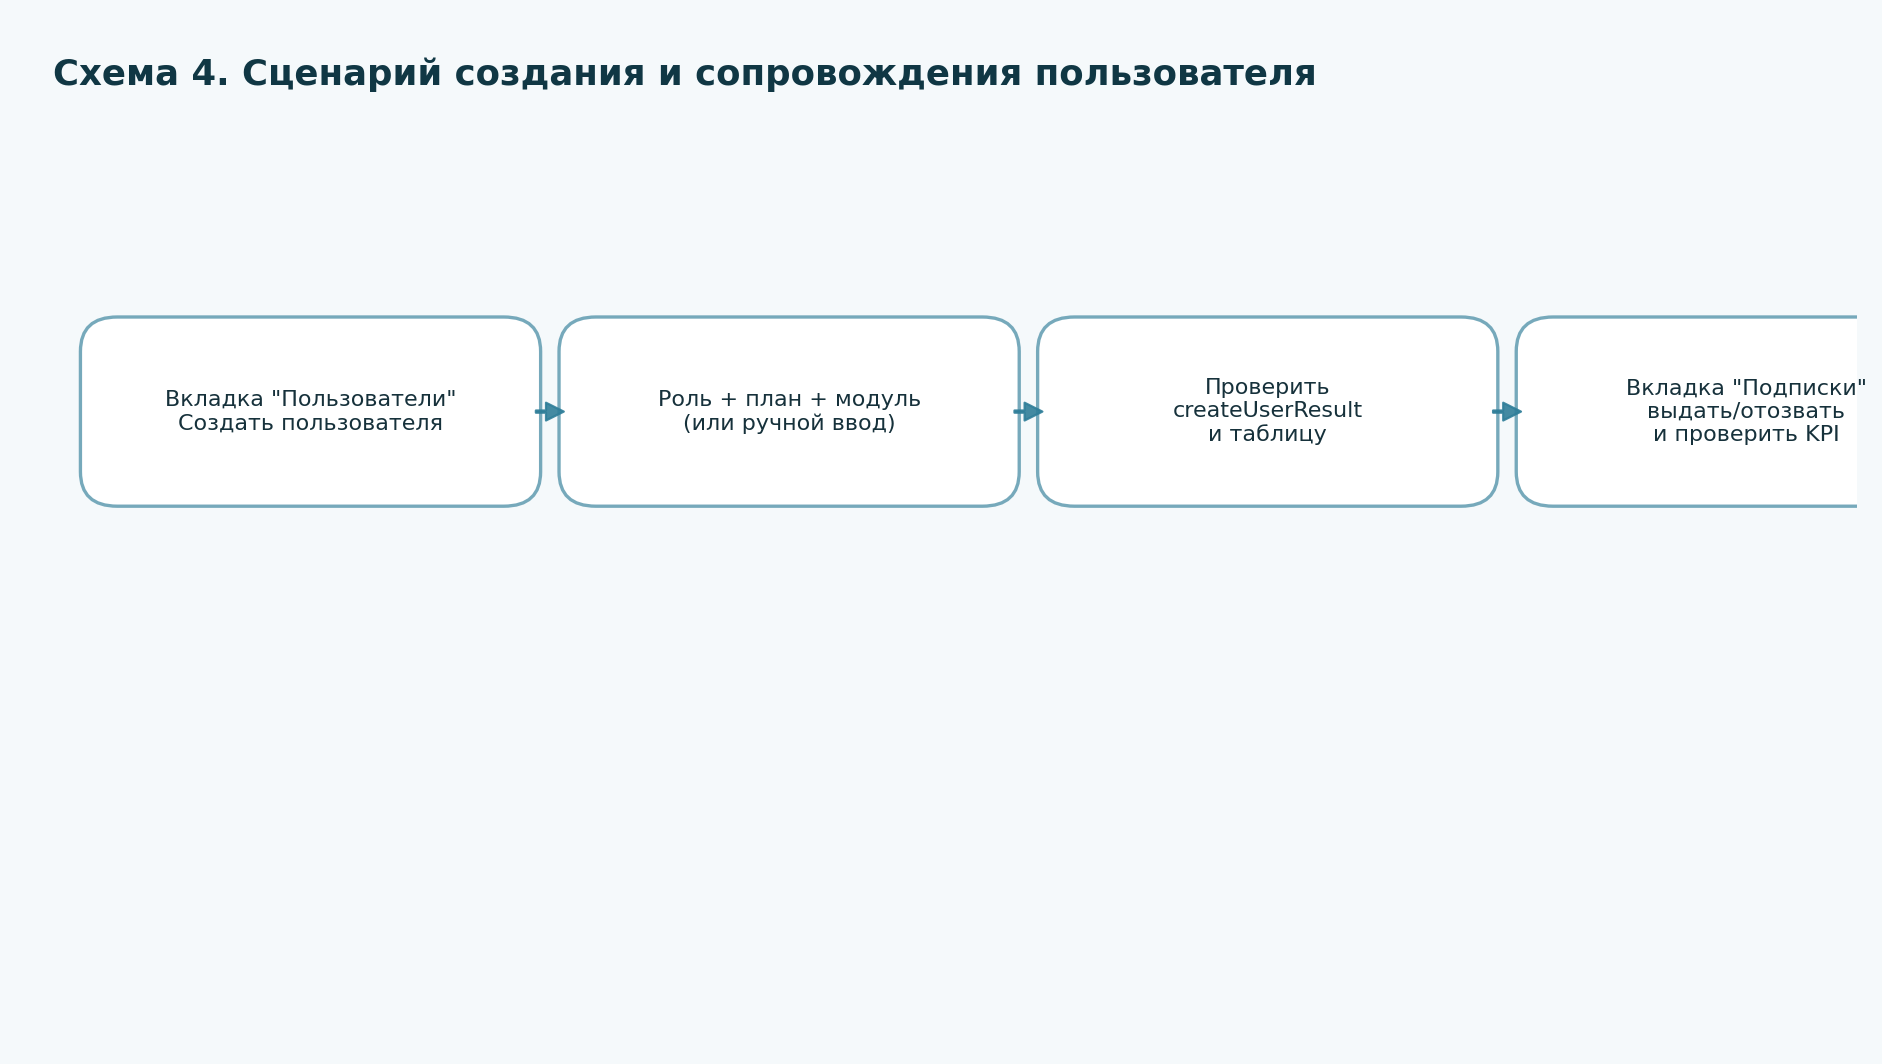 Схема 4. Сценарий создания и сопровождения пользователя
Вкладка "Пользователи"
Создать пользователя
Роль + план + модуль
(или ручной ввод)
Проверить
createUserResult
и таблицу
Вкладка "Подписки"
выдать/отозвать
и проверить KPI